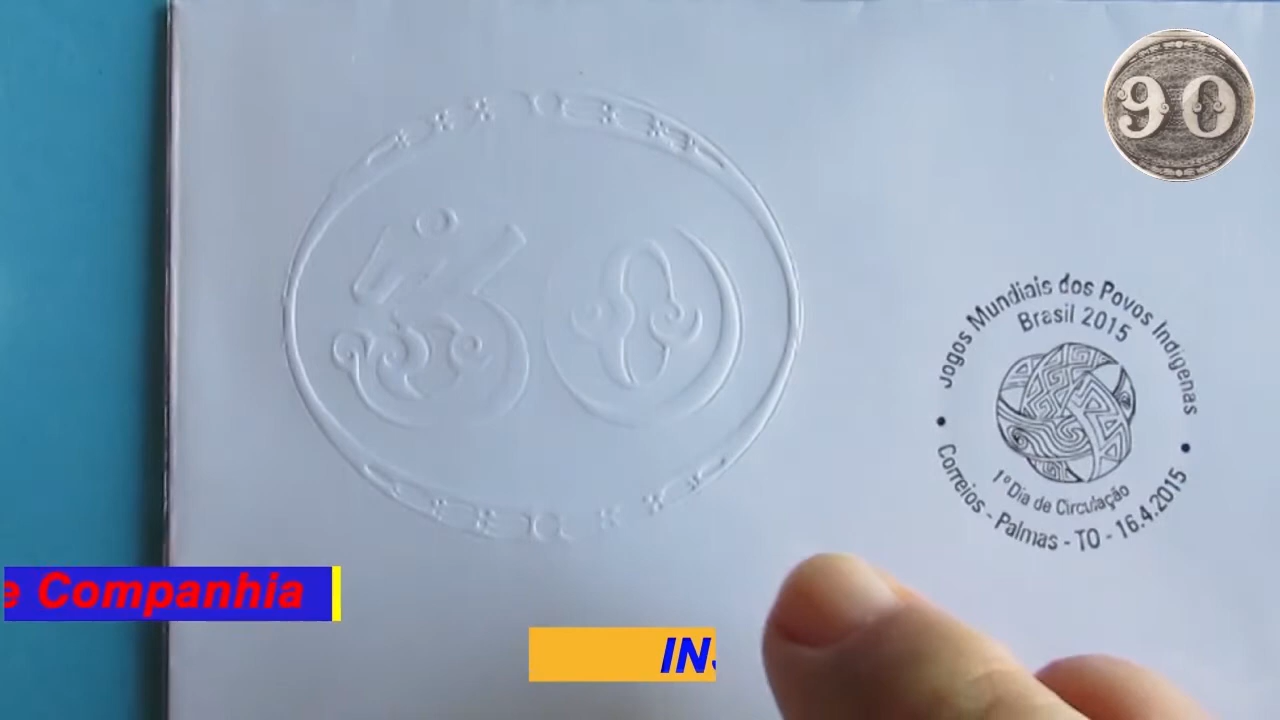 90
30
Jogos Mundiais dos Povos Indígenas
Brasil 2015
1º Dia de Circulação
Correios - Palmas - TO - 16.4.2015
e Companhia
IN